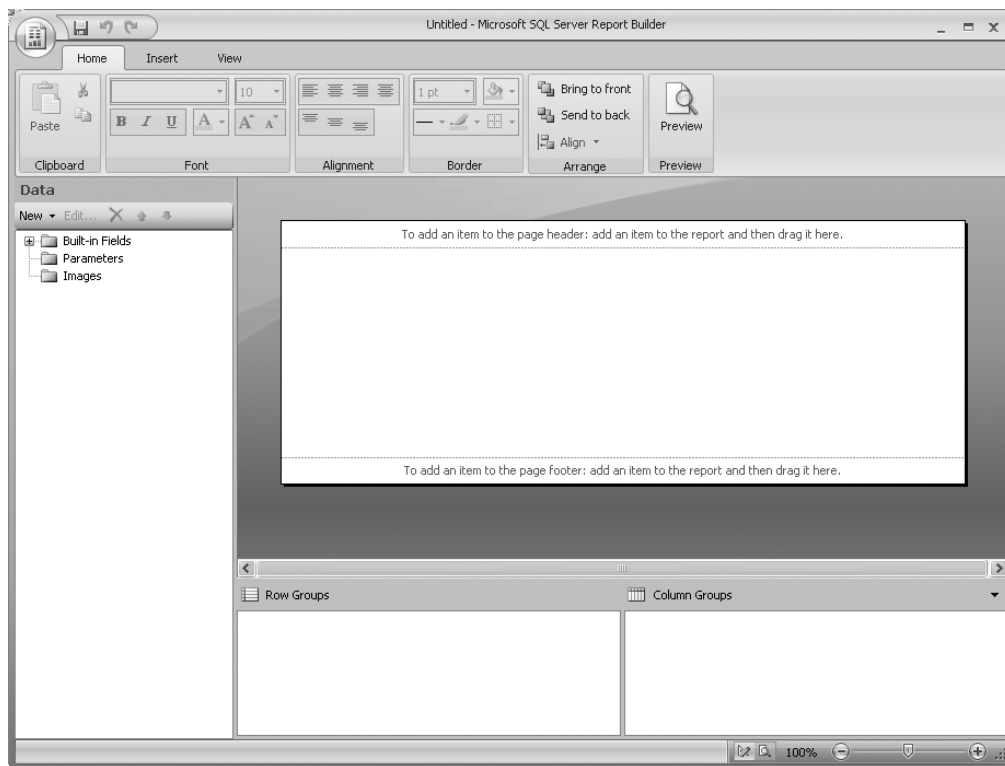 Untitled - Microsoft SQL Server Report Builder
Home Insert View
Paste
Clipboard
10
B I U A A A
Font
Alignment
1 pt
Border
Bring to front
Send to back
Align
Arrange
Preview
Preview
Data
New Edit...
Built-in Fields
Parameters
Images
To add an item to the page header: add an item to the report and then drag it here.
To add an item to the page footer: add an item to the report and then drag it here.
Row Groups
Column Groups
100%